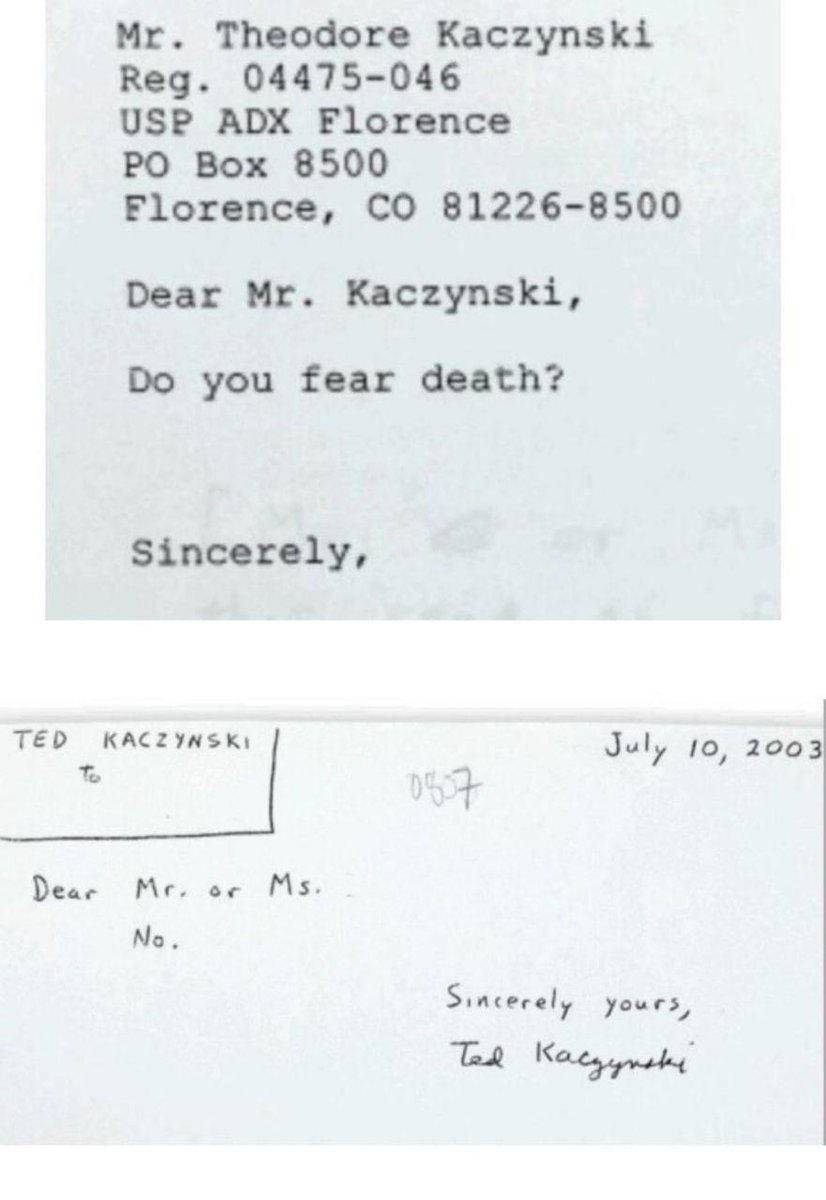 Mr. Theodore Kaczynski
Reg. 04475-046
USP ADX Florence
PO Box 8500
Florence, CO 81226-8500
Dear Mr. Kaczynski,
Do you fear death?
Sincerely,
TED KACZYNSKI
To
July 10, 2003
Dear Mr. or Ms.
No.
Sincerely yours,
Ted Kaczynski